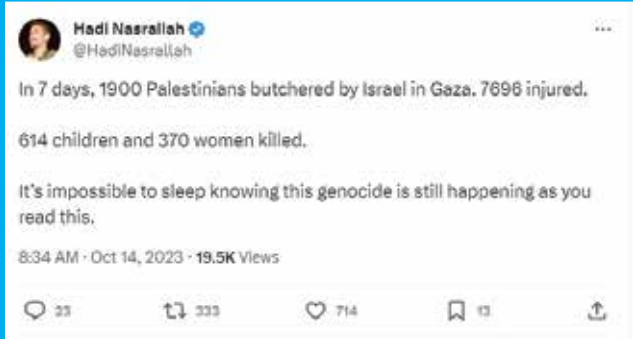 Hadi Nasrallah
@HadiNasrallah
In 7 days, 1900 Palestinians butchered by Israel in Gaza. 7696 injured.
614 children and 370 women killed.
It's impossible to sleep knowing this genocide is still happening as you
read this.
8:34 AM · Oct 14, 2023 · 19.5K Views
23 333 714 13